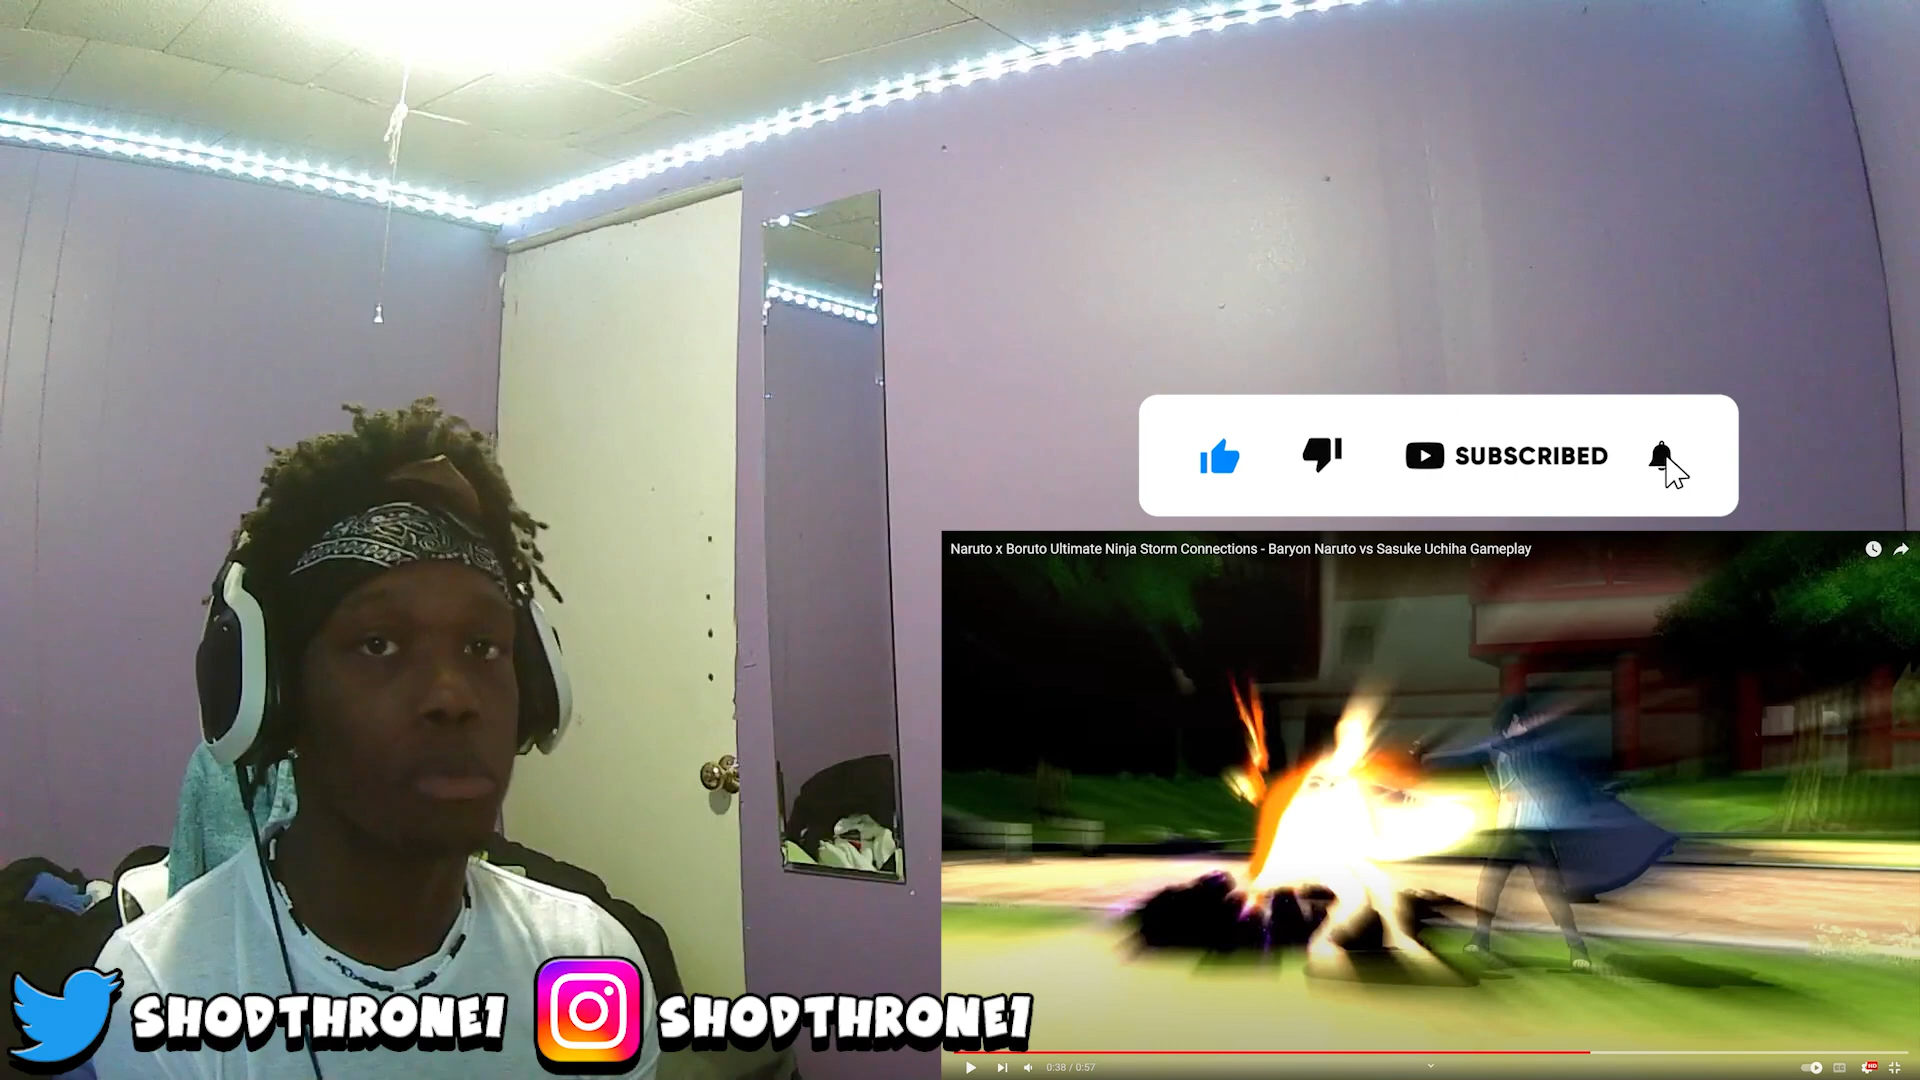 SUBSCRIBED
Naruto x Boruto Ultimate Ninja Storm Connections - Baryon Naruto vs Sasuke Uchiha Gameplay
SHODTHRONE1
SHODTHRONE1
0:38 / 0:57
HD